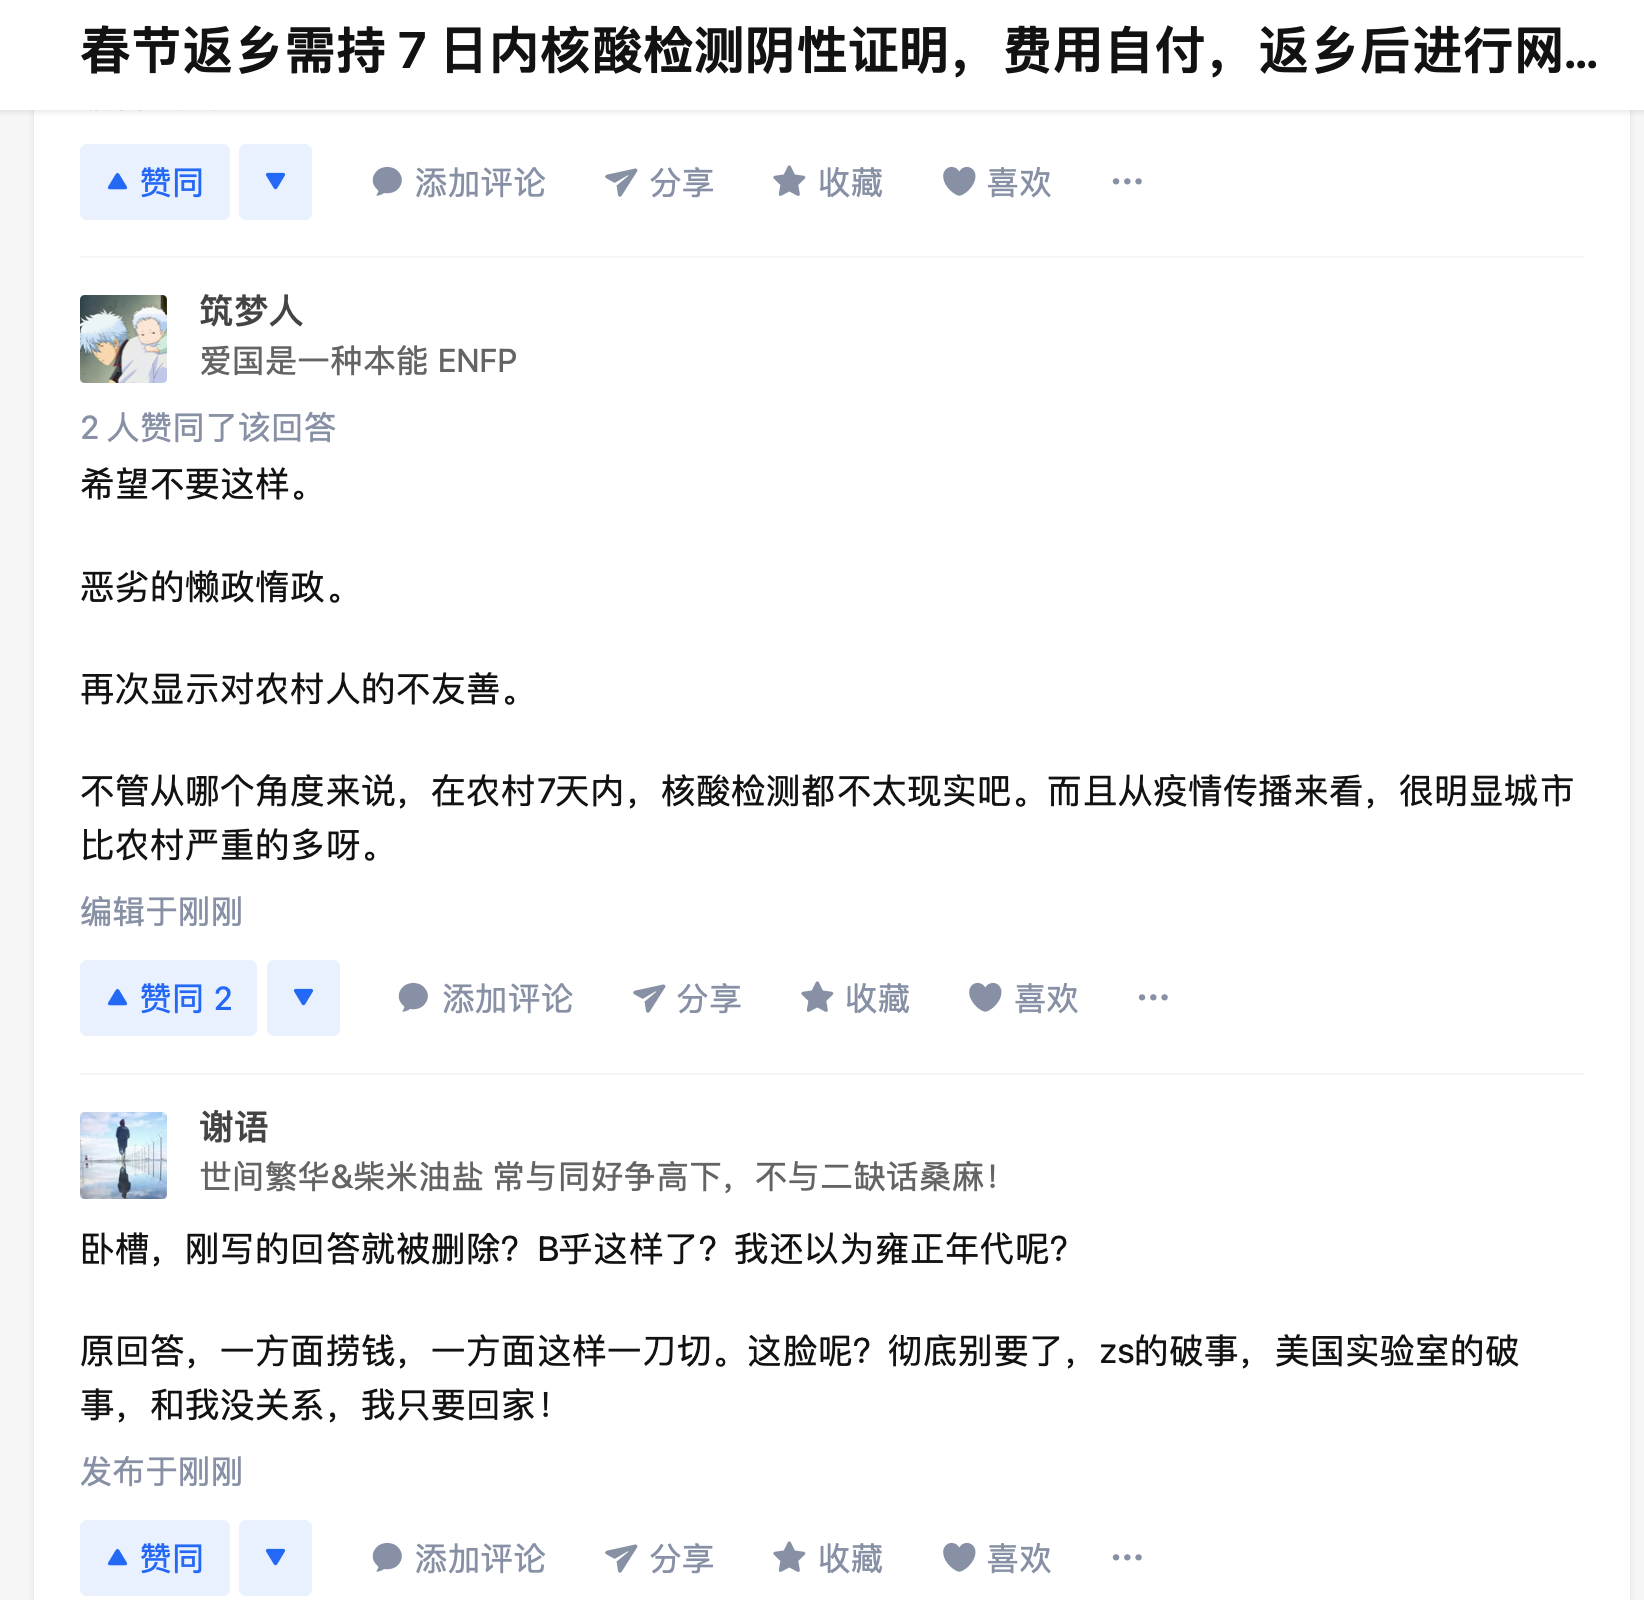 春节返乡需持 7 日内核酸检测阴性证明，费用自付，返乡后进行网...
赞同 添加评论 分享 收藏 喜欢 ...
筑梦人
爱国是一种本能 ENFP
2 人赞同了该回答
希望不要这样。
恶劣的懒政惰政。
再次显示对农村人的不友善。
不管从哪个角度来说，在农村7天内，核酸检测都不太现实吧。而且从疫情传播来看，很明显城市
比农村严重的多呀。
编辑于刚刚
赞同 2 添加评论 分享 收藏 喜欢 ...
谢语
世间繁华&柴米油盐 常与同好争高下，不与二缺话桑麻！
卧槽，刚写的回答就被删除？B乎这样了？我还以为雍正年代呢？
原回答，一方面捞钱，一方面这样一刀切。这脸呢？彻底别要了，zs的破事，美国实验室的破
事，和我没关系，我只要回家！
发布于刚刚
赞同 添加评论 分享 收藏 喜欢 ...